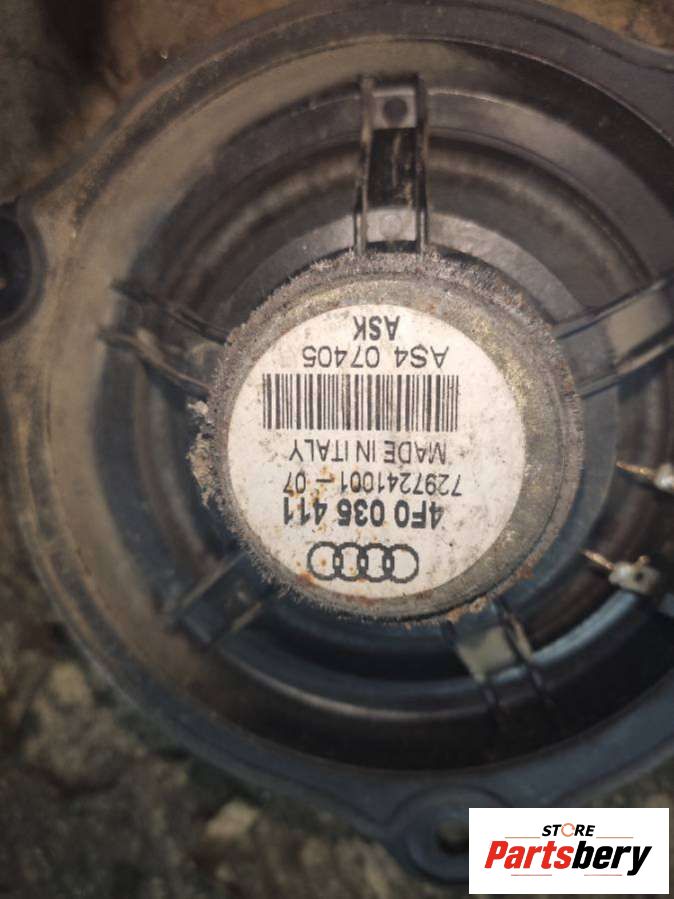 4F0 035 411
7297241001-07
MADE IN ITALY
AS4 07405
ASK
STORE
Partsbery